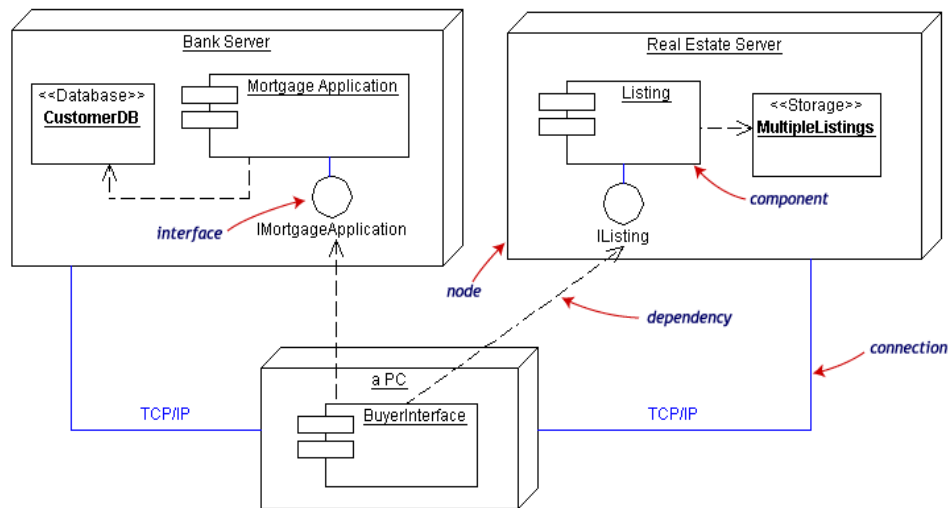 Bank Server
Mortgage Application
<<Database>>
CustomerDB
interface
IMortgageApplication
Real Estate Server
Listing
<<Storage>>
MultipleListings
component
IListing
node
dependency
connection
a PC
TCP/IP
BuyerInterface
TCP/IP